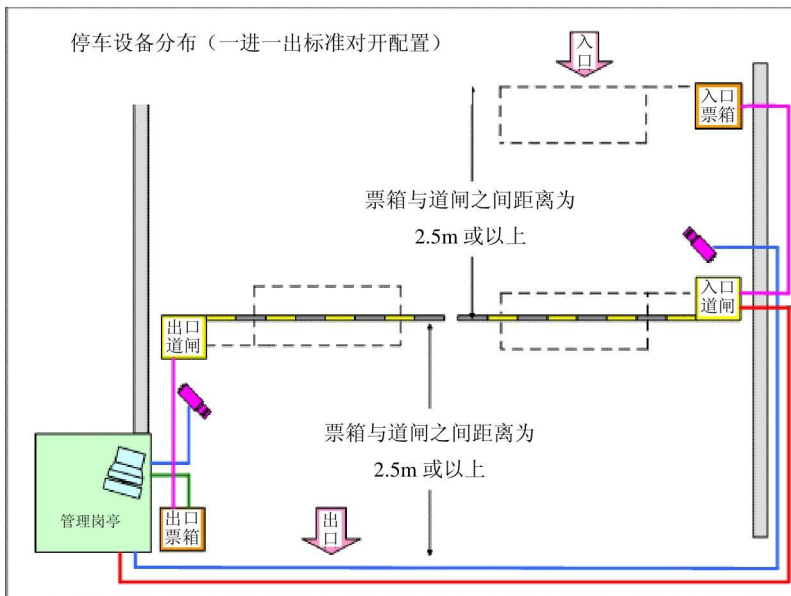 停车设备分布（一进一出标准对开配置）
入
口
入口
票箱
票箱与道闸之间距离为
2.5m 或以上
入口
道闸
出口
道闸
票箱与道闸之间距离为
2.5m 或以上
管理岗亭
出口
票箱
出
口